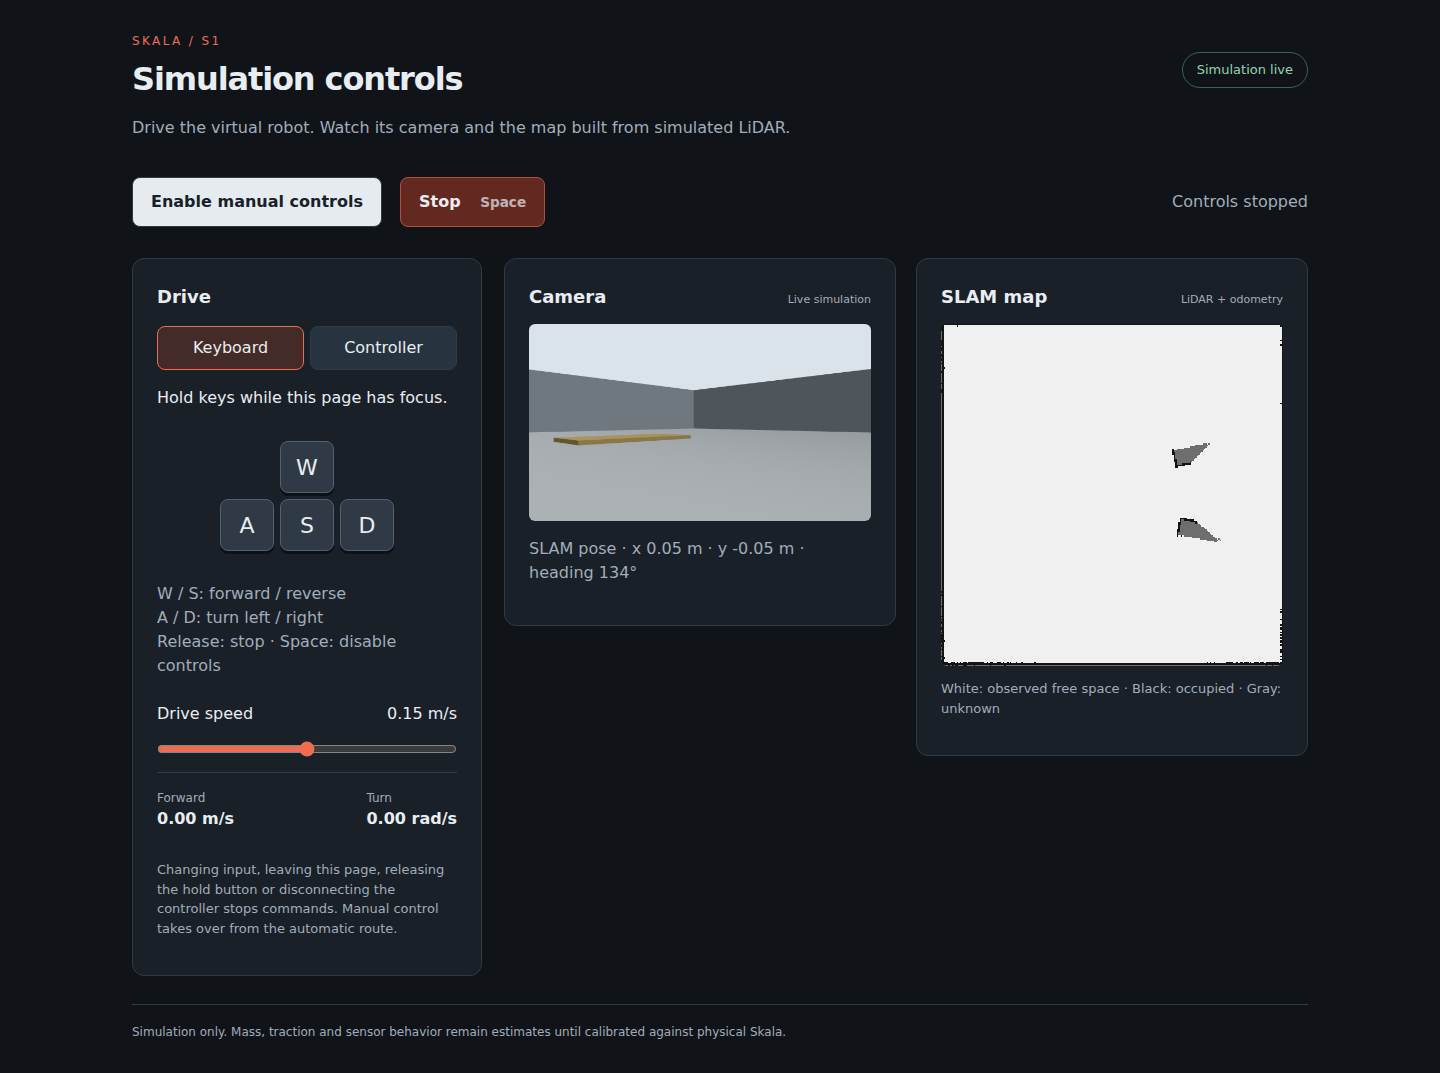 SKALA / S1
Simulation controls
Simulation live
Drive the virtual robot. Watch its camera and the map built from simulated LiDAR.
Enable manual controls
Stop Space
Controls stopped
Drive
Keyboard
Controller
Hold keys while this page has focus.
W
A S D
W / S: forward / reverse
A / D: turn left / right
Release: stop · Space: disable
controls
Drive speed 0.15 m/s
Forward Turn
0.00 m/s 0.00 rad/s
Changing input, leaving this page, releasing
the hold button or disconnecting the
controller stops commands. Manual control
takes over from the automatic route.
Camera
Live simulation
SLAM pose · x 0.05 m · y -0.05 m ·
heading 134°
SLAM map
LiDAR + odometry
White: observed free space · Black: occupied · Gray:
unknown
Simulation only. Mass, traction and sensor behavior remain estimates until calibrated against physical Skala.